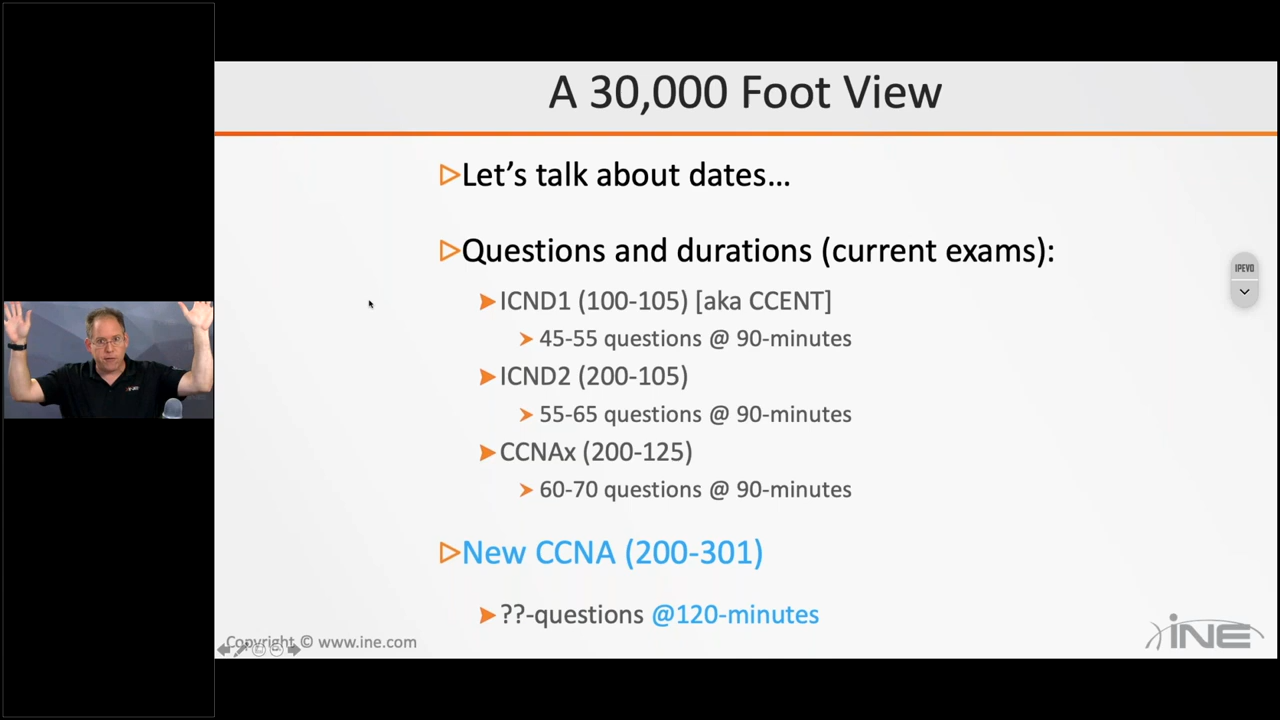 A 30,000 Foot View
Let's talk about dates...
Questions and durations (current exams):
ICND1 (100-105) [aka CCENT]
45-55 questions @ 90-minutes
ICND2 (200-105)
55-65 questions @ 90-minutes
CCNAx (200-125)
60-70 questions @ 90-minutes
New CCNA (200-301)
??-questions @120-minutes
Copyright © www.ine.com
iNE
IPEVO